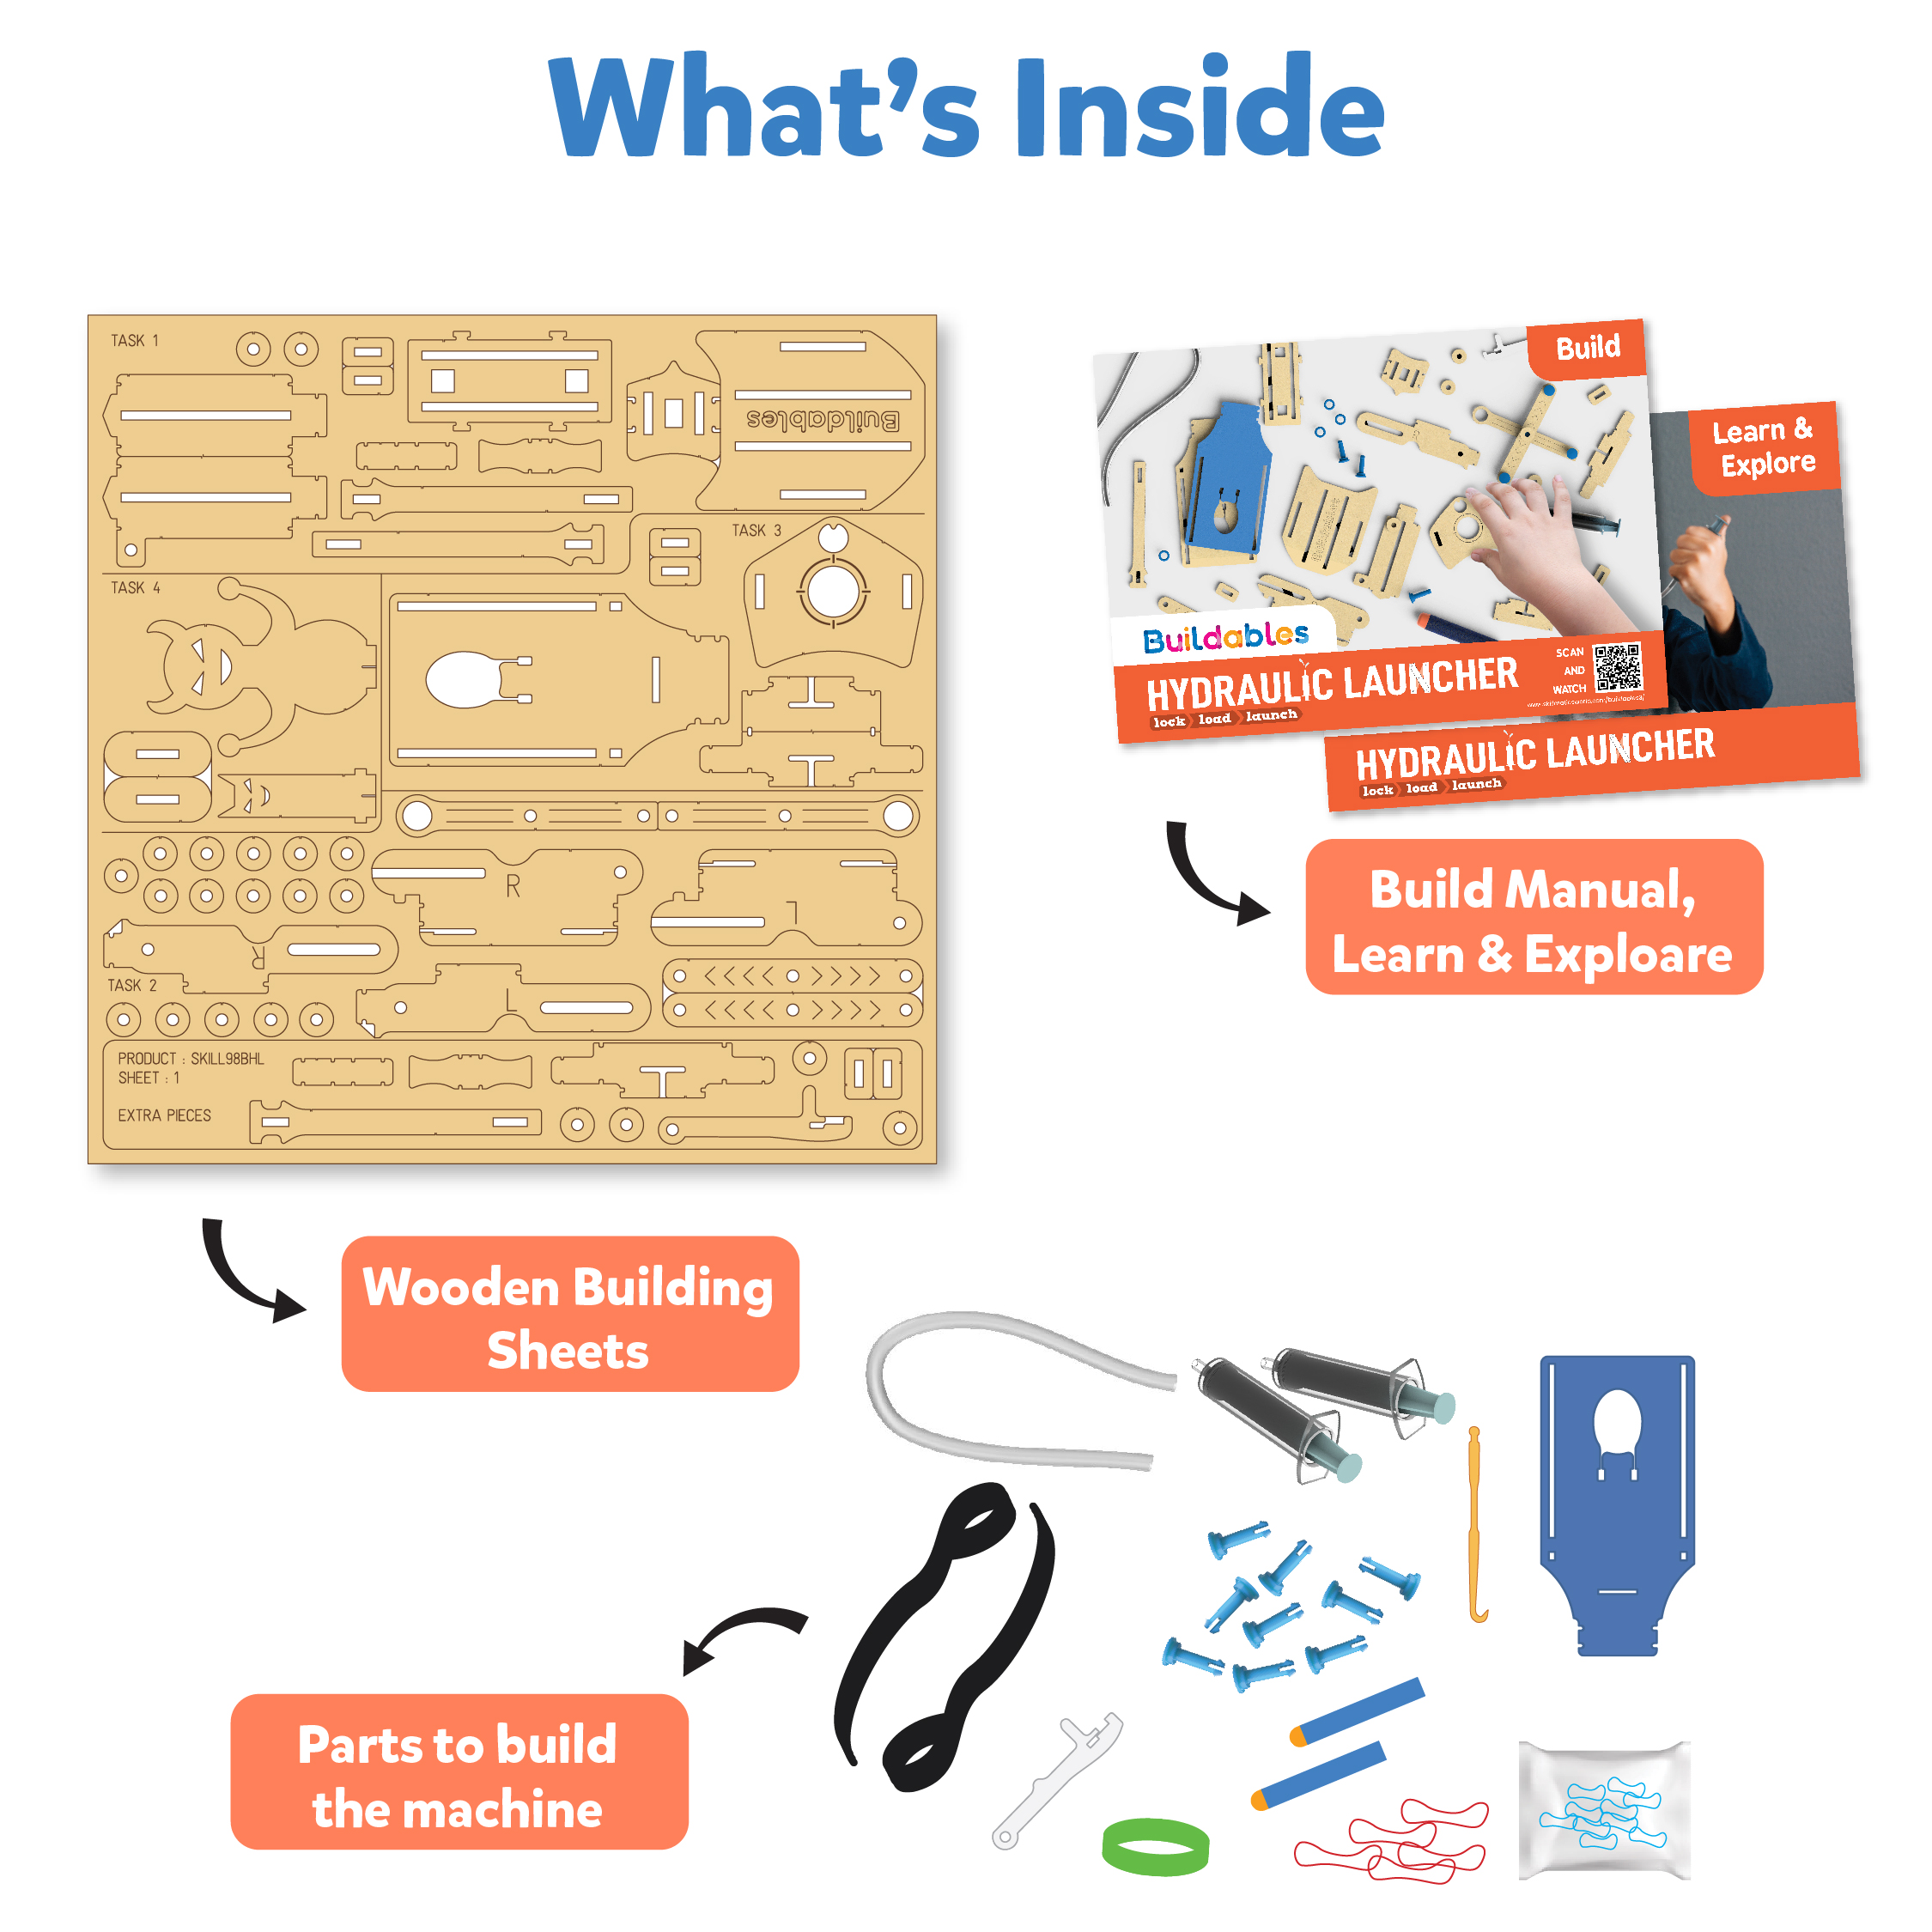 What's Inside
TASK 1
Buildables
TASK 3
TASK 4
R
L
R
TASK 2
L
PRODUCT : SKILL98BHL
SHEET : 1
EXTRA PIECES
Build
Learn &
Explore
Buildables
HYDRAULIC LAUNCHER
lock load launch
SCAN
AND
WATCH
HYDRAULIC LAUNCHER
lock load launch
Build Manual,
Learn & Exploare
Wooden Building
Sheets
Parts to build
the machine